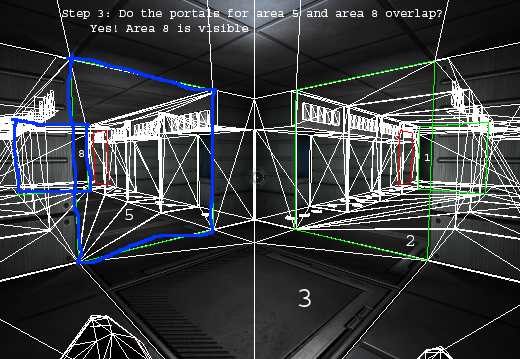 Step 3: Do the portals for area 5 and area 8 overlap?
Yes! Area 8 is visible
8
1
5
2
3